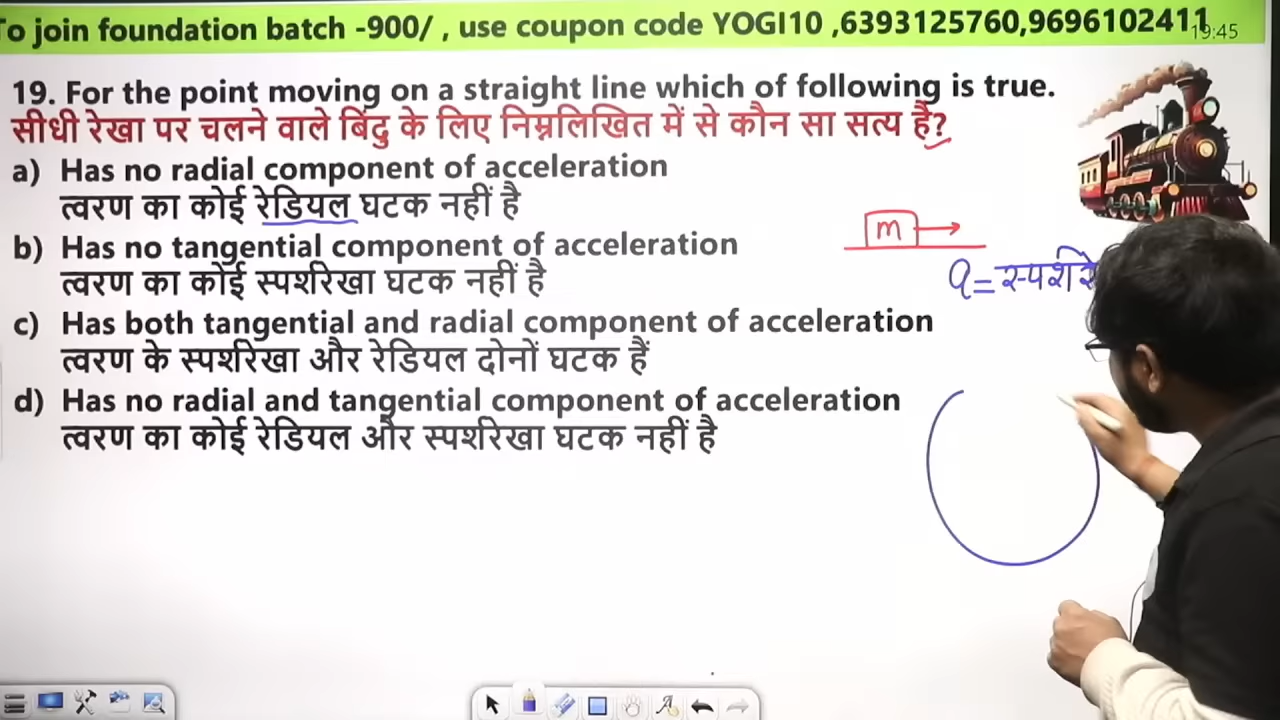 To join foundation batch -900/ , use coupon code YOGI10 ,6393125760,9696102411
19:45
19. For the point moving on a straight line which of following is true.
सीधी रेखा पर चलने वाले बिंदु के लिए निम्नलिखित में से कौन सा सत्य है?
a) Has no radial component of acceleration
त्वरण का कोई रेडियल घटक नहीं है
b) Has no tangential component of acceleration
त्वरण का कोई स्पर्शरेखा घटक नहीं है
c) Has both tangential and radial component of acceleration
त्वरण के स्पर्शरेखा और रेडियल दोनों घटक हैं
d) Has no radial and tangential component of acceleration
त्वरण का कोई रेडियल और स्पर्शरेखा घटक नहीं है
m
a = स्पर्शरे